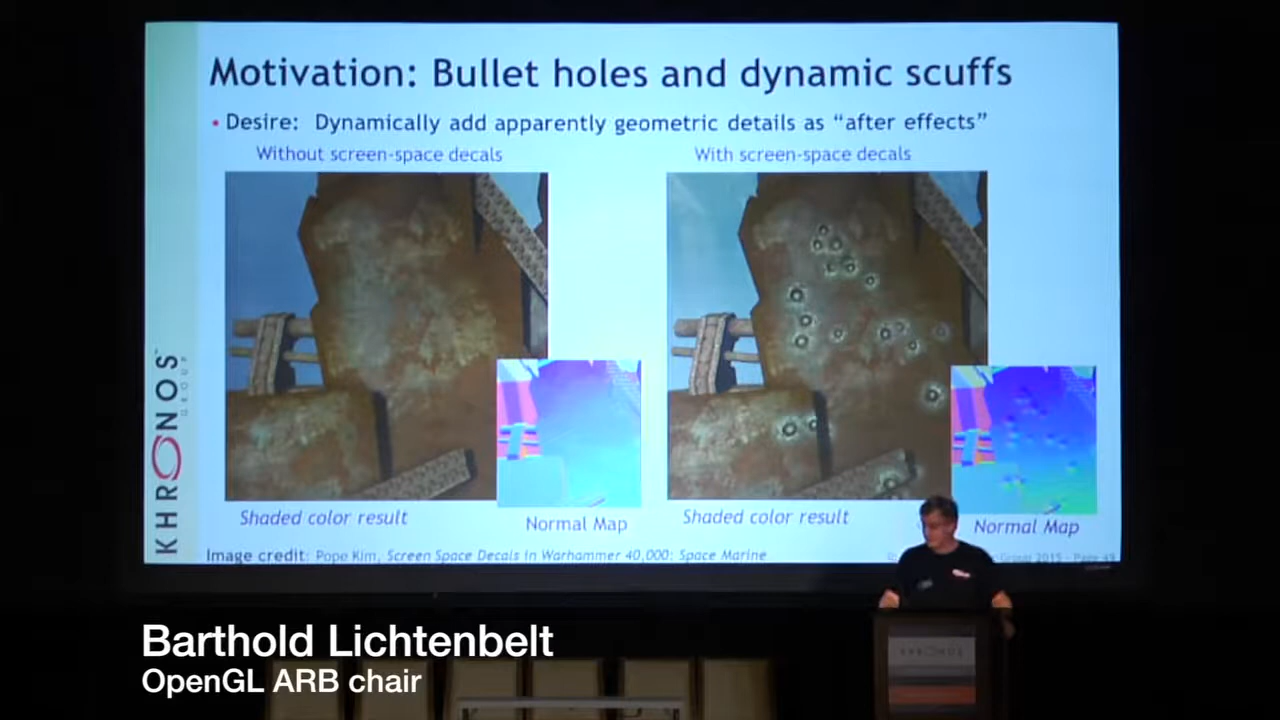 Motivation: Bullet holes and dynamic scuffs
• Desire: Dynamically add apparently geometric details as “after effects”
Without screen-space decals
With screen-space decals
Shaded color result
Normal Map
Shaded color result
Normal Map
Image credit: Pope Kim, Screen Space Decals in Warhammer 40,000: Space Marine
KHRONOS
GROUP
Barthold Lichtenbelt
OpenGL ARB chair
KHRONOS